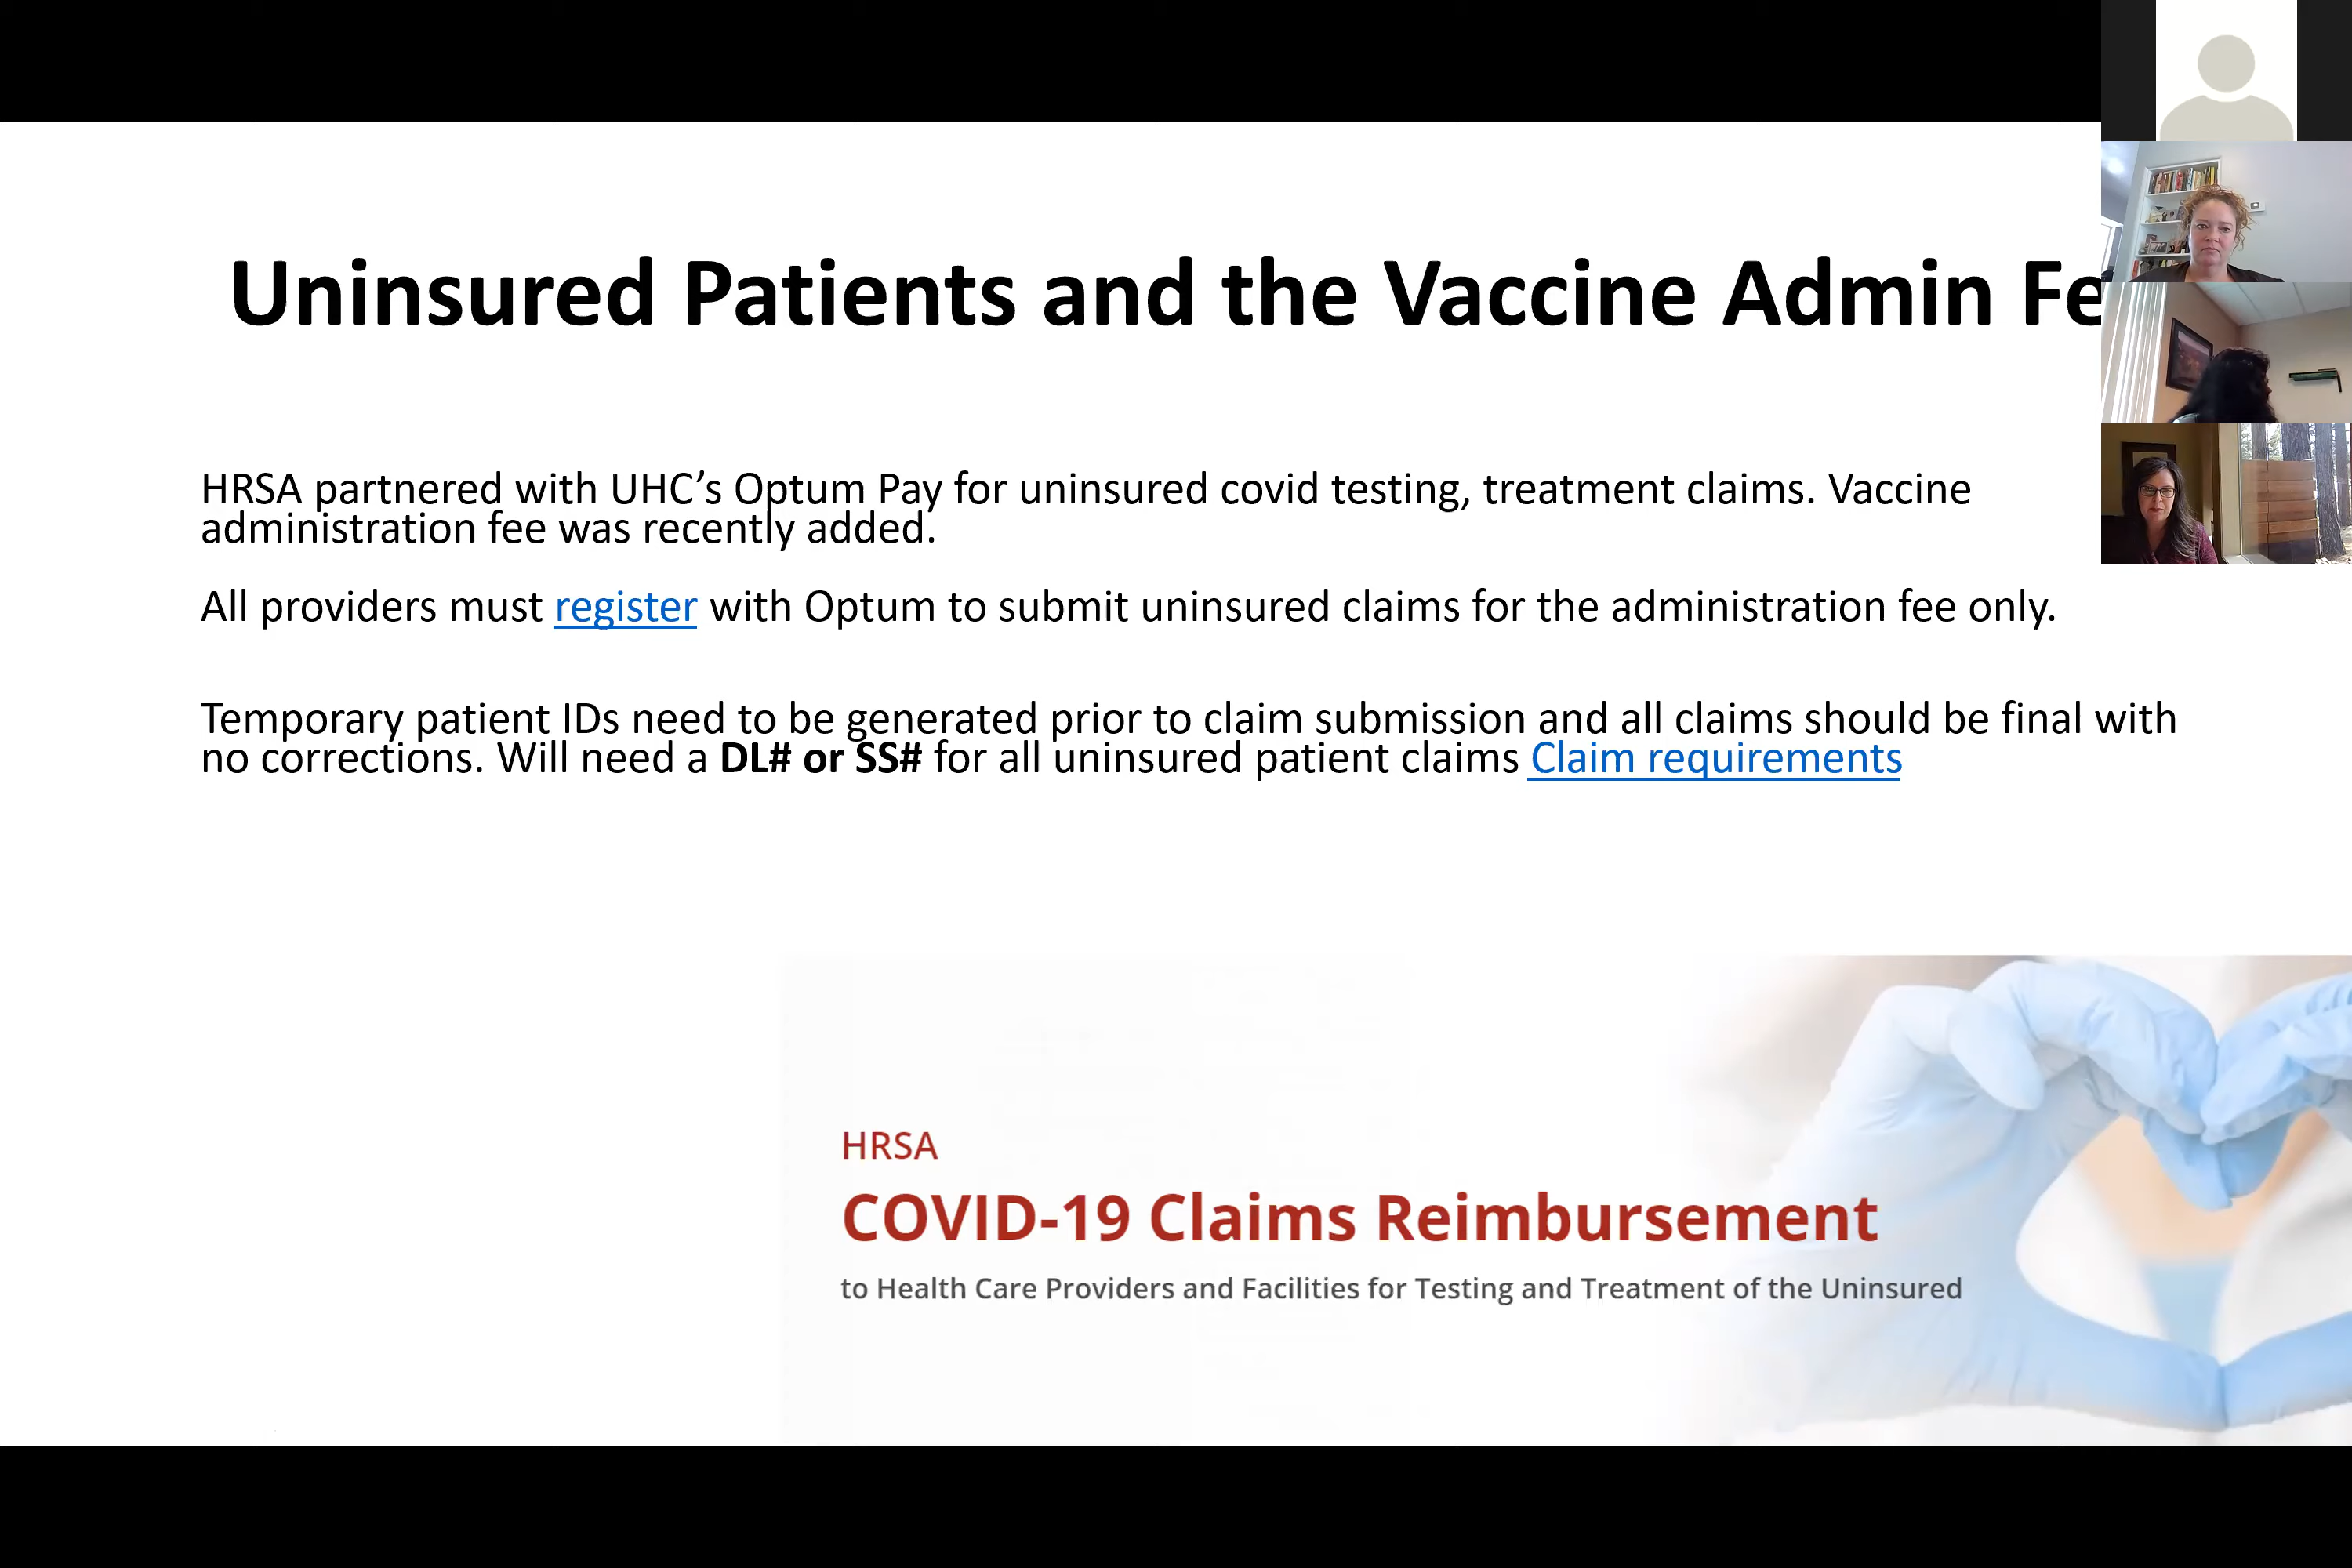 Uninsured Patients and the Vaccine Admin
HRSA partnered with UHC’s Optum Pay for uninsured covid testing, treatment claims. Vaccine
administration fee was recently added.
All providers must register with Optum to submit uninsured claims for the administration fee only.
Temporary patient IDs need to be generated prior to claim submission and all claims should be final with
no corrections. Will need a DL# or SS# for all uninsured patient claims Claim requirements
HRSA
COVID-19 Claims Reimbursement
to Health Care Providers and Facilities for Testing and Treatment of the Uninsured